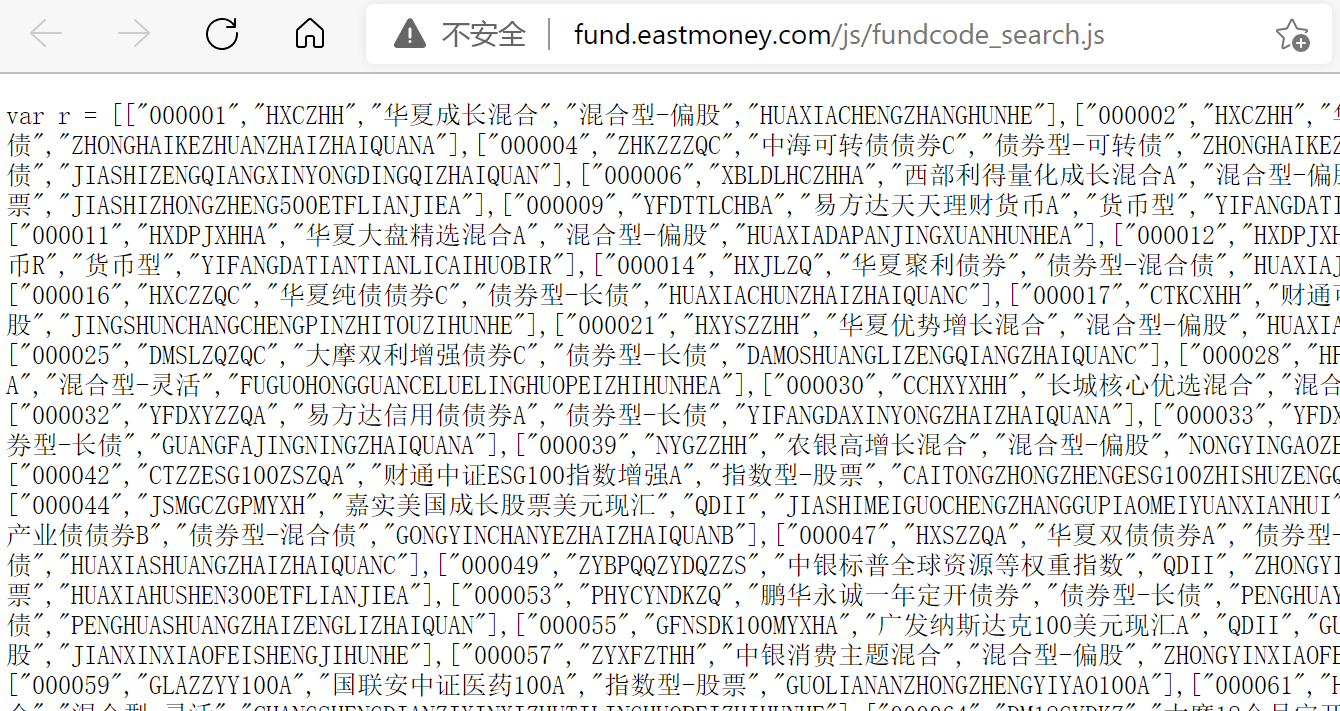 不安全 fund.eastmoney.com/js/fundcode_search.js
var r = [["000001","HXCZHH","华夏成长混合","混合型-偏股","HUAXIACHENGZHANGHUNHE"],["000002","HXCZHH","华
债","ZHONGHAIKEZHUANZHAIZHAIQUANA"],["000004","ZHKZZZQC","中海可转债债券C","债券型-可转债","ZHONGHAIKEZ
债","JIASHIZENGQIANGXINYONGDINGQIZHAIQUAN"],["000006","XBLDLHCZHHA","西部利得量化成长混合A","混合型-偏股
票","JIASHIZHONGZHENG500ETFLIANJIEA"],["000009","YFDTTLCHBA","易方达天天理财货币A","货币型","YIFANGDATI
["000011","HXDPJXHHA","华夏大盘精选混合A","混合型-偏股","HUAXIADAPANJINGXUANHUNHEA"],["000012","HXDPJXH
币R","货币型","YIFANGDATIANTIANLICAIHUOBIR"],["000014","HXJLZQ","华夏聚利债券","债券型-混合债","HUAXIAJ
["000016","HXCZZQC","华夏纯债债券C","债券型-长债","HUAXIACHUNZHAIZHAIQUANC"],["000017","CTKCXHH","财通可
股","JINGSHUNCHANGCHENGPINZHITOUZIHUNHE"],["000021","HXYSZZHH","华夏优势增长混合","混合型-偏股","HUAXIA
["000025","DMSLZQZQC","大摩双利增强债券C","债券型-长债","DAMOSHUANGLIZENGQIANGZHAIQUANC"],["000028","HF
A","混合型-灵活","FUGUOHONGGUANCELUELINGHUOPEIZHIHUNHEA"],["000030","CCHXYXHH","长城核心优选混合","混合
["000032","YFDXYZZQA","易方达信用债债券A","债券型-长债","YIFANGDAXINYONGZHAIZHAIQUANA"],["000033","YFDX
券型-长债","GUANGFAJINGNINGZHAIQUANA"],["000039","NYGZZHH","农银高增长混合","混合型-偏股","NONGYINGAOZE
["000042","CTZZESG100ZSZQA","财通中证ESG100指数增强A","指数型-股票","CAITONGZHONGZHENGESG100ZHISHUZENGQ
["000044","JSMGCZGPMYXH","嘉实美国成长股票美元现汇","QDII","JIASHIMEIGUOCHENGZHANGGUPIAOMEIYUANXIANHUI"
产业债债券B","债券型-混合债","GONGYINCHANYEZHAIZHAIQUANB"],["000047","HXSZZQA","华夏双债债券A","债券型-
债","HUAXIASHUANGZHAIZHAIQUANC"],["000049","ZYBPQQZYDQZZS","中银标普全球资源等权重指数","QDII","ZHONGYI
票","HUAXIAHUSHEN300ETFLIANJIEA"],["000053","PHYCYNDKZQ","鹏华永诚一年定开债券","债券型-长债","PENGHUAY
债","PENGHUASHUANGZHAIZENGLIZHAIQUAN"],["000055","GFNSDK100MYXHA","广发纳斯达克100美元现汇A","QDII","GU
股","JIANXINXIAOFEISHENGJIHUNHE"],["000057","ZYXFZTHH","中银消费主题混合","混合型-偏股","ZHONGYINXIAOFE
["000059","GLAZZYY100A","国联安中证医药100A","指数型-股票","GUOLIANANZHONGZHENGYIYAO100A"],["000061","H